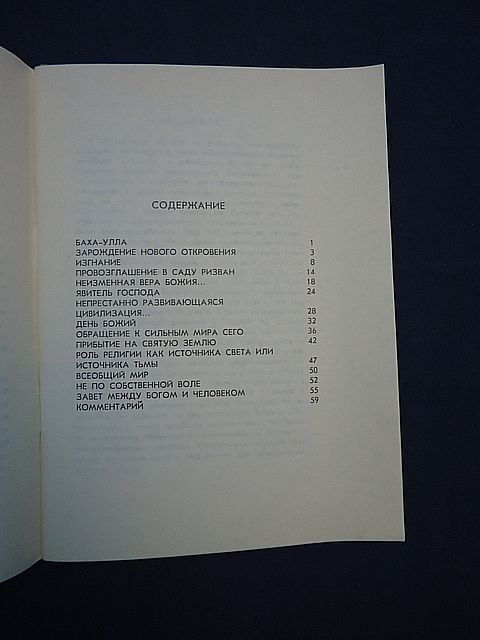 СОДЕРЖАНИЕ
БАХА-УЛЛА 1
ЗАРОЖДЕНИЕ НОВОГО ОТКРОВЕНИЯ 3
ИЗГНАНИЕ 8
ПРОВОЗГЛАШЕНИЕ В САДУ РИЗВАН 14
НЕИЗМЕННАЯ ВЕРА БОЖИЯ... 18
ЯВИТЕЛЬ ГОСПОДА 24
НЕПРЕСТАННО РАЗВИВАЮЩАЯСЯ
ЦИВИЛИЗАЦИЯ... 28
ДЕНЬ БОЖИЙ 32
ОБРАЩЕНИЕ К СИЛЬНЫМ МИРА СЕГО 36
ПРИБЫТИЕ НА СВЯТУЮ ЗЕМЛЮ 42
РОЛЬ РЕЛИГИИ КАК ИСТОЧНИКА СВЕТА ИЛИ
ИСТОЧНИКА ТЬМЫ 47
ВСЕОБЩИЙ МИР 50
НЕ ПО СОБСТВЕННОЙ ВОЛЕ 52
ЗАВЕТ МЕЖДУ БОГОМ И ЧЕЛОВЕКОМ 55
КОММЕНТАРИЙ 59